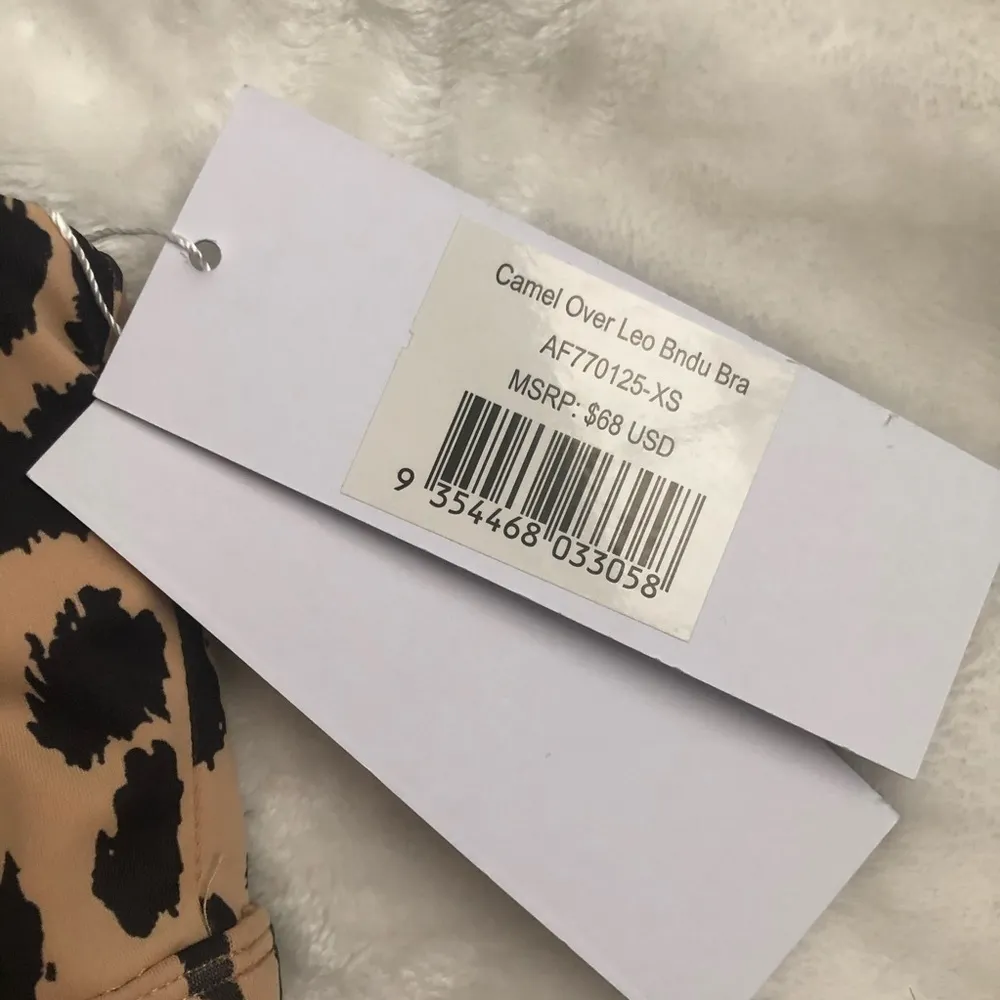 Camel Over Leo Bndu Bra
AF770125-XS
MSRP: $68 USD
9 354468 033058